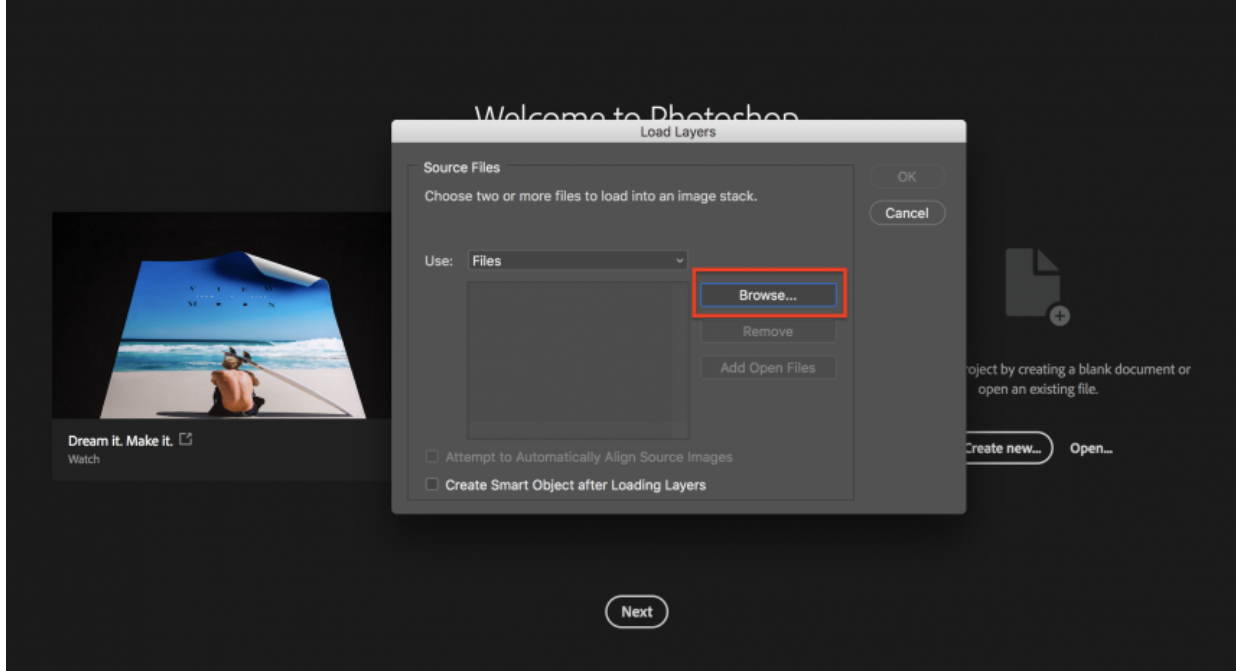 Welcome to Photoshop
Load Layers
Source Files
Choose two or more files to load into an image stack.
OK
Cancel
Use: Files
Browse...
Remove
Add Open Files
Attempt to Automatically Align Source Images
Create Smart Object after Loading Layers
V I E W
M O O N
Dream it. Make it.
Watch
roject by creating a blank document or
open an existing file.
Create new...
Open...
Next